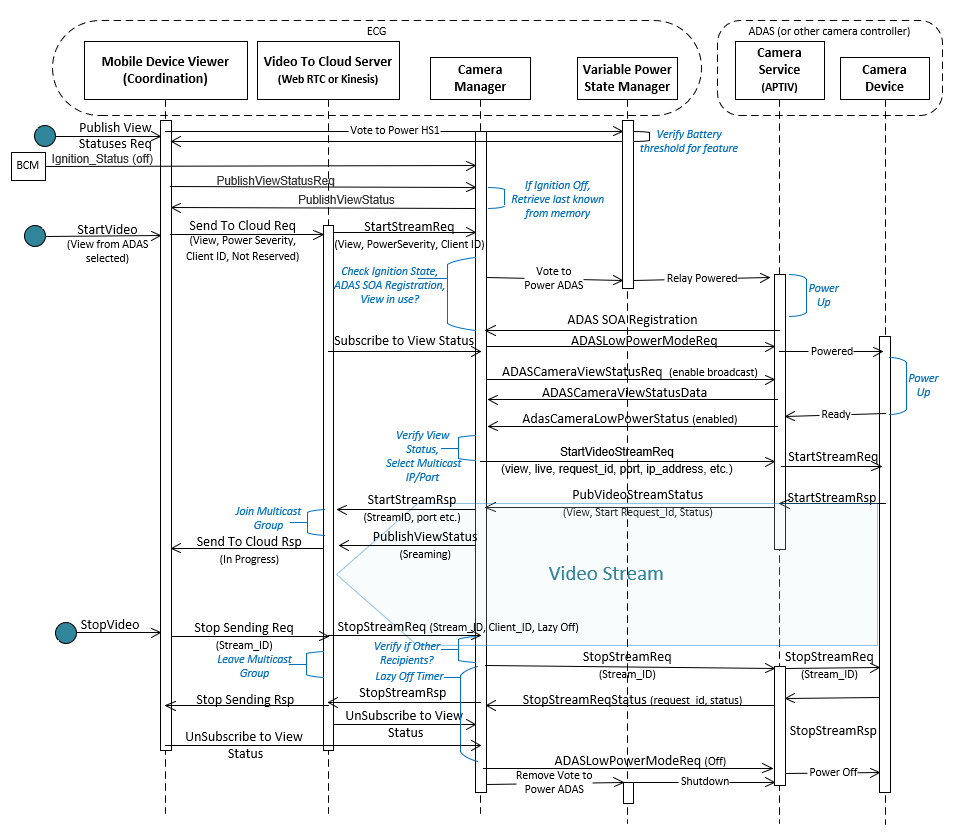 ECG
ADAS (or other camera controller)
Mobile Device Viewer
(Coordination)
Video To Cloud Server
(Web RTC or Kinesis)
Camera
Manager
Variable Power
State Manager
Camera
Service
(APTIV)
Camera
Device
Publish View
Statuses Req
Vote to Power HS1
Verify Battery
threshold for feature
BCM
Ignition_Status (off)
PublishViewStatusReq
PublishViewStatus
If Ignition Off,
Retrieve last known
from memory
StartVideo
(View from ADAS
selected)
Send To Cloud Req
(View, Power Severity,
Client ID, Not Reserved)
StartStreamReq
(View, PowerSeverity, Client ID)
Check Ignition State,
ADAS SOA Registration,
View in use?
Vote to
Power ADAS
Relay Powered
Power
Up
ADAS SOA Registration
Subscribe to View Status
ADASLowPowerModeReq
Powered
ADASCameraViewStatusReq (enable broadcast)
Power
Up
ADASCameraViewStatusData
Ready
AdasCameraLowPowerStatus (enabled)
Verify View
Status,
Select Multicast
IP/Port
StartVideoStreamReq
(view, live, request_id, port, ip_address, etc.)
StartStreamReq
PubVideoStreamStatus
(View, Start Request_Id, Status)
StartStreamRsp
StartStreamRsp
(StreamID, port etc.)
Join Multicast
Group
PublishViewStatus
(Sreaming)
Send To Cloud Rsp
(In Progress)
Video Stream
StopVideo
Stop Sending Req
(Stream_ID)
StopStreamReq (Stream_ID, Client_ID, Lazy Off)
Leave Multicast
Group
Verify if Other
Recipients?
Lazy Off Timer
StopStreamReq
(Stream_ID)
StopStreamReq
(Stream_ID)
Stop Sending Rsp
StopStreamRsp
StopStreamReqStatus (request_id, status)
StopStreamRsp
UnSubscribe to View
Status
UnSubscribe to View
Status
ADASLowPowerModeReq (Off)
Power Off
Remove Vote to
Power ADAS
Shutdown